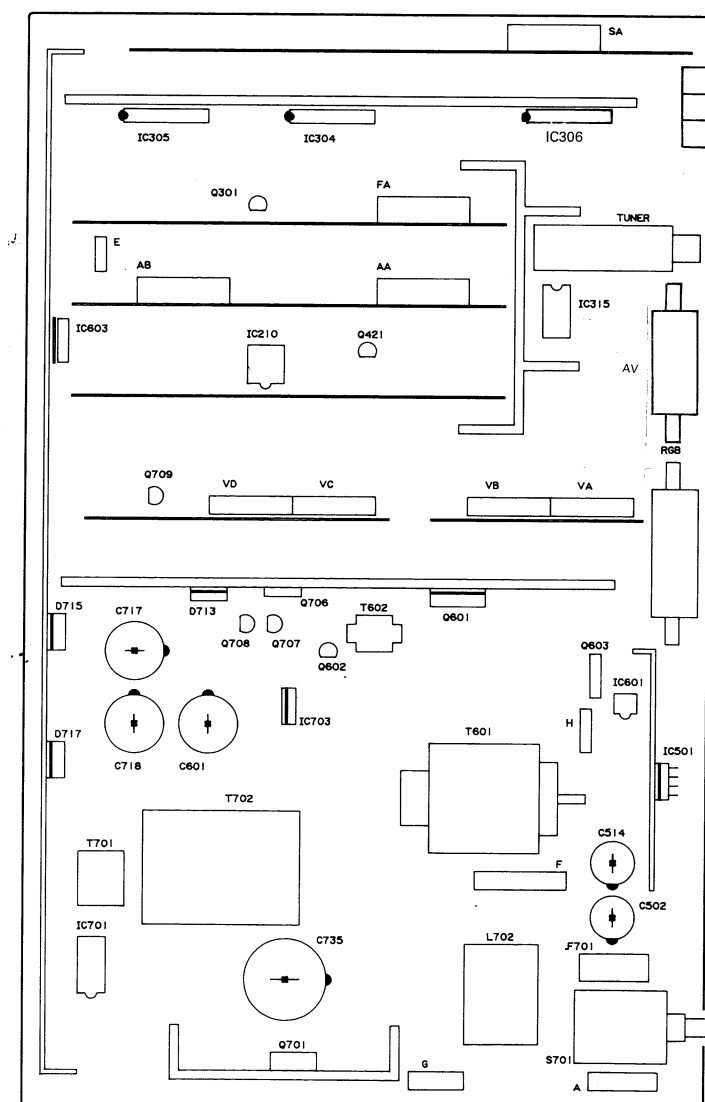 SA
IC305
IC304
IC306
Q301
FA
TUNER
E
AB
AA
IC315
IC603
IC210
Q421
AV
RGB
Q709
VD
VC
VB
VA
D715
C717
D713
Q706
T602
Q601
Q708
Q707
Q602
Q603
IC601
D717
C718
C601
IC703
T601
H
IC501
T702
T701
C514
F
C502
IC701
C735
L702
F701
Q701
G
S701
A